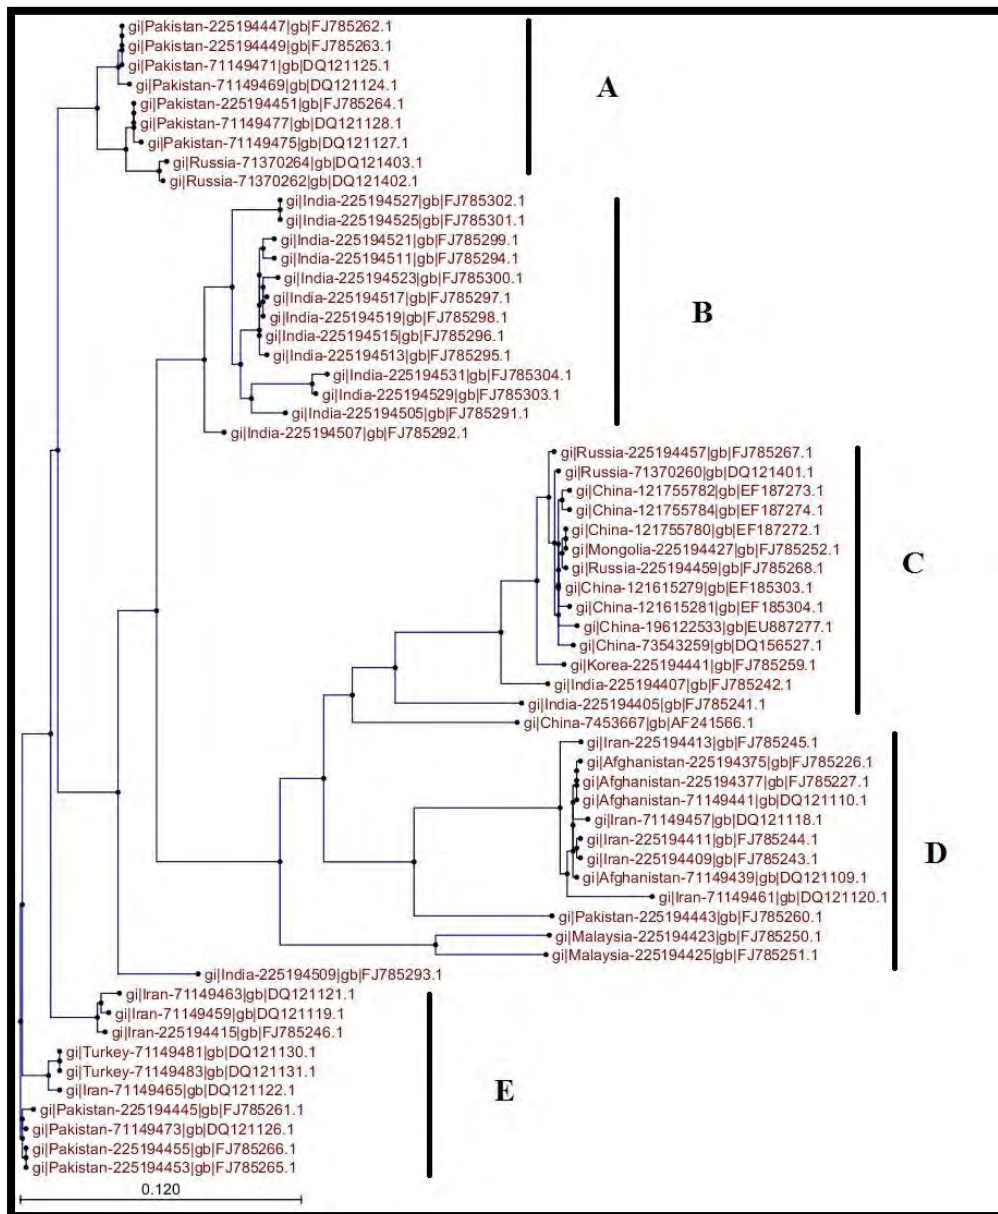 gi|Pakistan-225194447|gb|FJ785262.1
gi|Pakistan-225194449|gb|FJ785263.1
gi|Pakistan-71149471|gb|DQ121125.1
gi|Pakistan-71149469|gb|DQ121124.1
gi|Pakistan-225194451|gb|FJ785264.1
gi|Pakistan-71149477|gb|DQ121128.1
gi|Pakistan-71149475|gb|DQ121127.1
gi|Russia-71370264|gb|DQ121403.1
gi|Russia-71370262|gb|DQ121402.1
A
gi|India-225194527|gb|FJ785302.1
gi|India-225194525|gb|FJ785301.1
gi|India-225194521|gb|FJ785299.1
gi|India-225194511|gb|FJ785294.1
gi|India-225194523|gb|FJ785300.1
gi|India-225194517|gb|FJ785297.1
gi|India-225194519|gb|FJ785298.1
gi|India-225194515|gb|FJ785296.1
gi|India-225194513|gb|FJ785295.1
gi|India-225194531|gb|FJ785304.1
gi|India-225194529|gb|FJ785303.1
gi|India-225194505|gb|FJ785291.1
gi|India-225194507|gb|FJ785292.1
B
gi|Russia-225194457|gb|FJ785267.1
gi|Russia-71370260|gb|DQ121401.1
gi|China-121755782|gb|EF187273.1
gi|China-121755784|gb|EF187274.1
gi|China-121755780|gb|EF187272.1
gi|Mongolia-225194427|gb|FJ785252.1
gi|Russia-225194459|gb|FJ785268.1
gi|China-121615279|gb|EF185303.1
gi|China-121615281|gb|EF185304.1
gi|China-196122533|gb|EU887277.1
gi|China-73543259|gb|DQ156527.1
gi|Korea-225194441|gb|FJ785259.1
gi|India-225194407|gb|FJ785242.1
gi|India-225194405|gb|FJ785241.1
gi|China-7453667|gb|AF241566.1
C
gi|Iran-225194413|gb|FJ785245.1
gi|Afghanistan-225194375|gb|FJ785226.1
gi|Afghanistan-225194377|gb|FJ785227.1
gi|Afghanistan-71149441|gb|DQ121110.1
gi|Iran-71149457|gb|DQ121118.1
gi|Iran-225194411|gb|FJ785244.1
gi|Iran-225194409|gb|FJ785243.1
gi|Afghanistan-71149439|gb|DQ121109.1
gi|Iran-71149461|gb|DQ121120.1
gi|Pakistan-225194443|gb|FJ785260.1
gi|Malaysia-225194423|gb|FJ785250.1
gi|Malaysia-225194425|gb|FJ785251.1
D
gi|India-225194509|gb|FJ785293.1
gi|Iran-71149463|gb|DQ121121.1
gi|Iran-71149459|gb|DQ121119.1
gi|Iran-225194415|gb|FJ785246.1
gi|Turkey-71149481|gb|DQ121130.1
gi|Turkey-71149483|gb|DQ121131.1
gi|Iran-71149465|gb|DQ121122.1
gi|Pakistan-225194445|gb|FJ785261.1
gi|Pakistan-71149473|gb|DQ121126.1
gi|Pakistan-225194455|gb|FJ785266.1
gi|Pakistan-225194453|gb|FJ785265.1
E
0.120